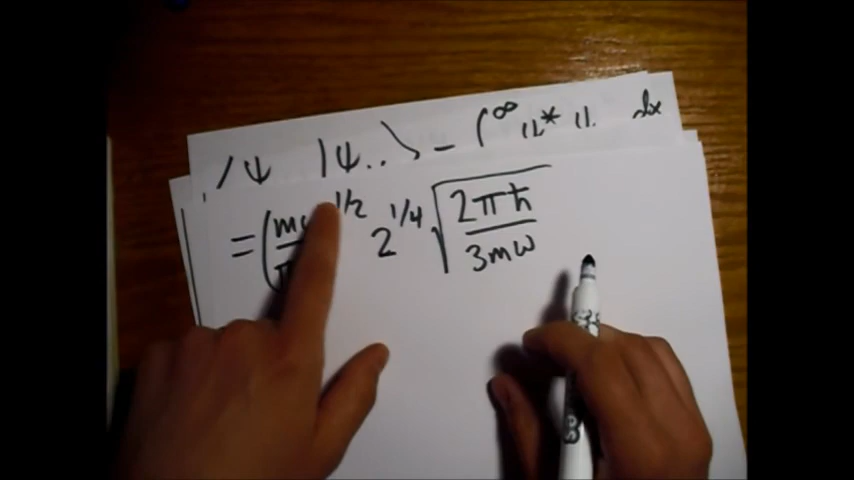 ⟨ψ |ψ..⟩ = ∫^∞ ψ* ψ. dx
= (mω/π )^1/2 2^1/4 √(2πħ/3mω)